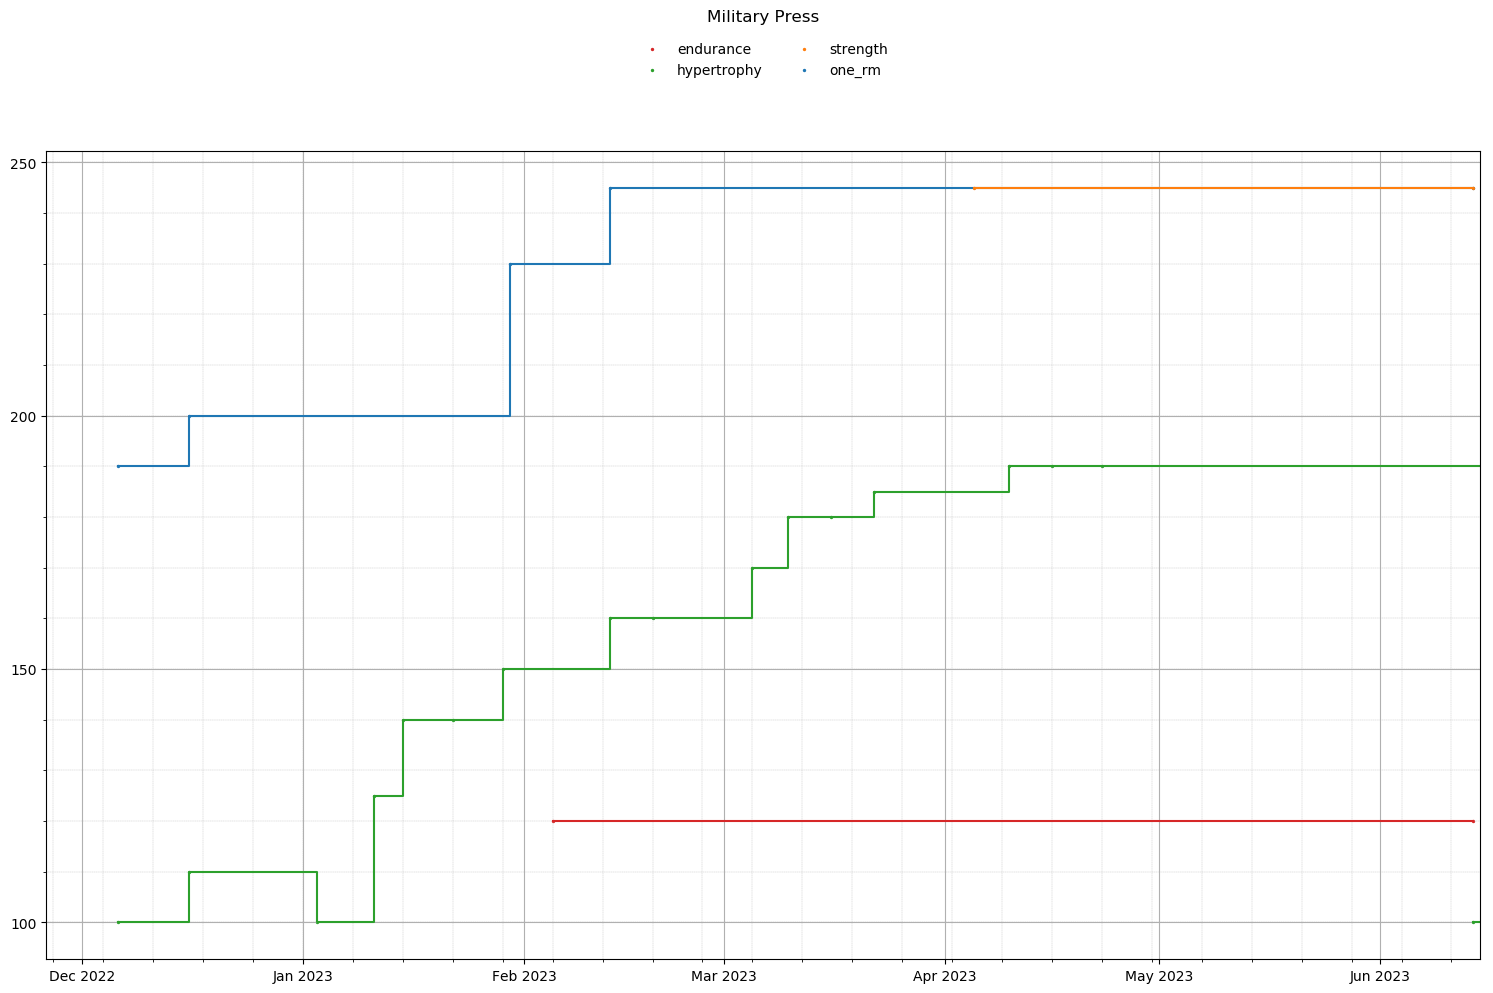 Military Press
endurance strength
hypertrophy one_rm
250
200
150
100
Dec 2022 Jan 2023 Feb 2023 Mar 2023 Apr 2023 May 2023 Jun 2023